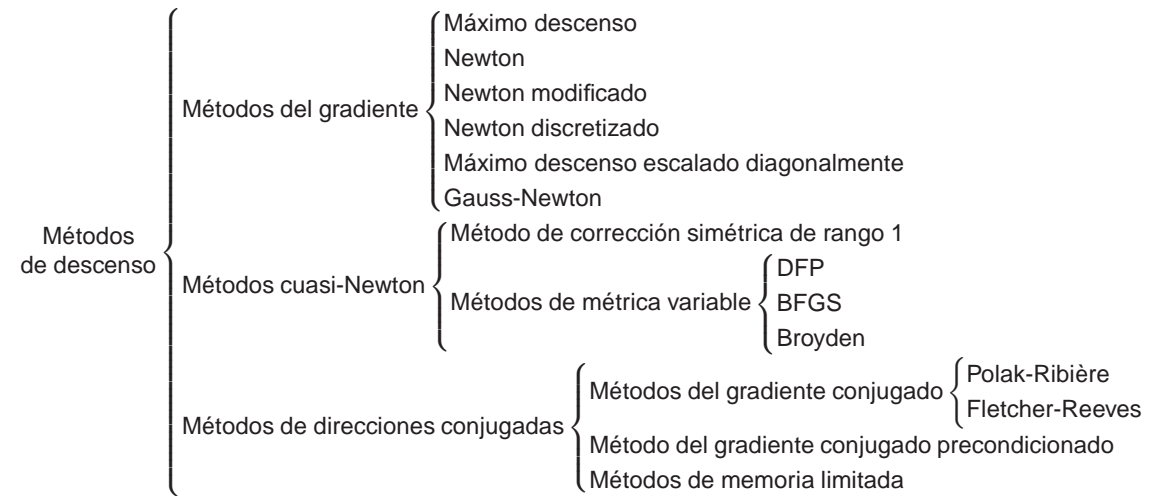 Métodos
de descenso
Métodos del gradiente
Máximo descenso
Newton
Newton modificado
Newton discretizado
Máximo descenso escalado diagonalmente
Gauss-Newton
Métodos cuasi-Newton
Método de corrección simétrica de rango 1
Métodos de métrica variable
DFP
BFGS
Broyden
Métodos de direcciones conjugadas
Métodos del gradiente conjugado
Polak-Ribière
Fletcher-Reeves
Método del gradiente conjugado precondicionado
Métodos de memoria limitada